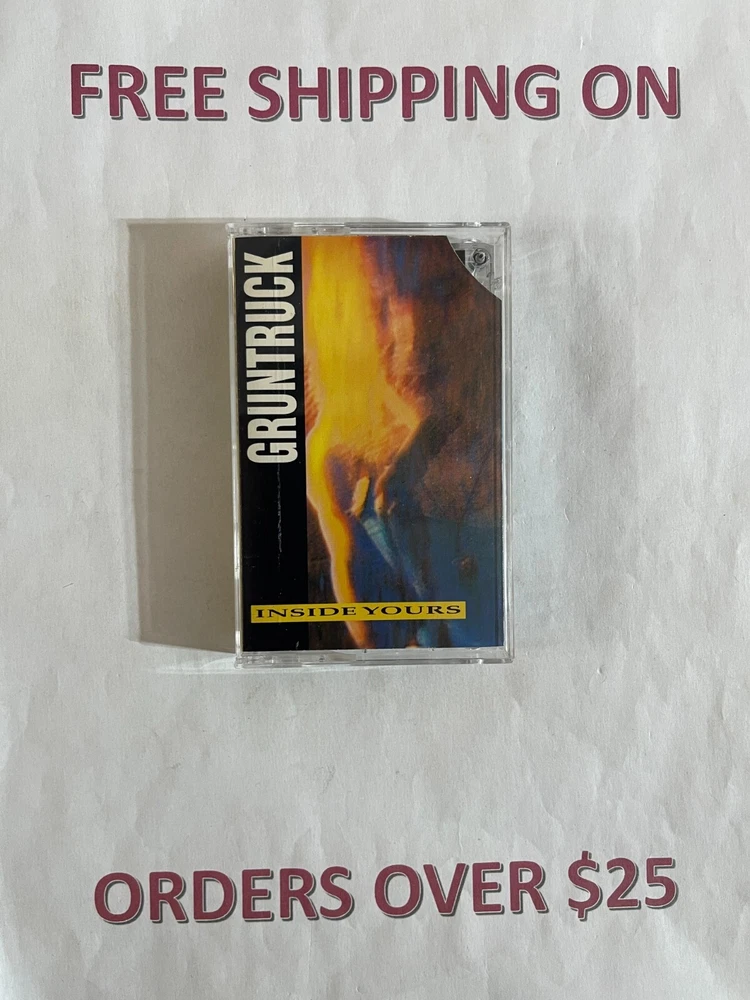 FREE SHIPPING ON
GRUNTRUCK
INSIDE YOURS
ORDERS OVER $25